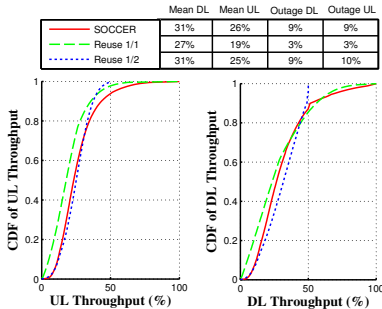 Mean DL Mean UL Outage DL Outage UL
SOCCER 31% 26% 9% 9%
Reuse 1/1 27% 19% 3% 3%
Reuse 1/2 31% 25% 9% 10%
CDF of UL Throughput
1
0.8
0.6
0.4
0.2
0
0 50 100
UL Throughput (%)
CDF of DL Throughput
1
0.8
0.6
0.4
0.2
0
0 50 100
DL Throughput (%)